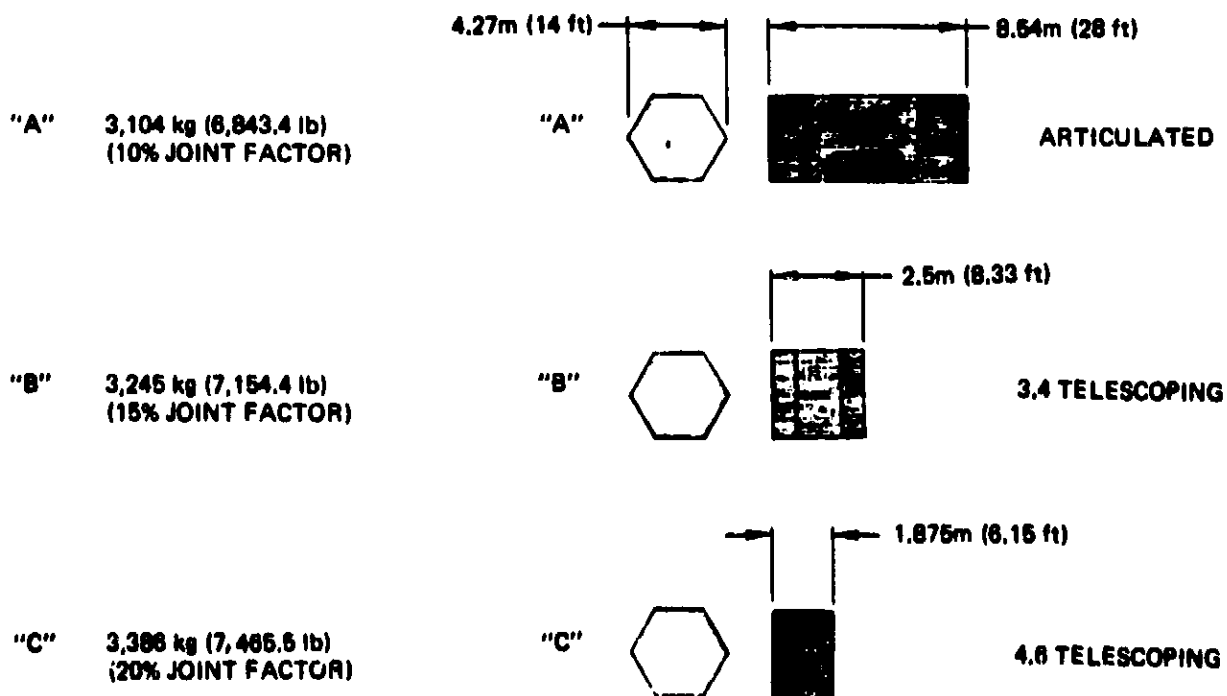 4.27m (14 ft)
8.54m (28 ft)
"A" 3,104 kg (6,843.4 lb) "A" ARTICULATED
(10% JOINT FACTOR)
2.5m (8.33 ft)
"B" 3,245 kg (7,154.4 lb) "B" 3.4 TELESCOPING
(15% JOINT FACTOR)
1.875m (6.15 ft)
"C" 3,386 kg (7,465.5 lb) "C" 4.6 TELESCOPING
(20% JOINT FACTOR)